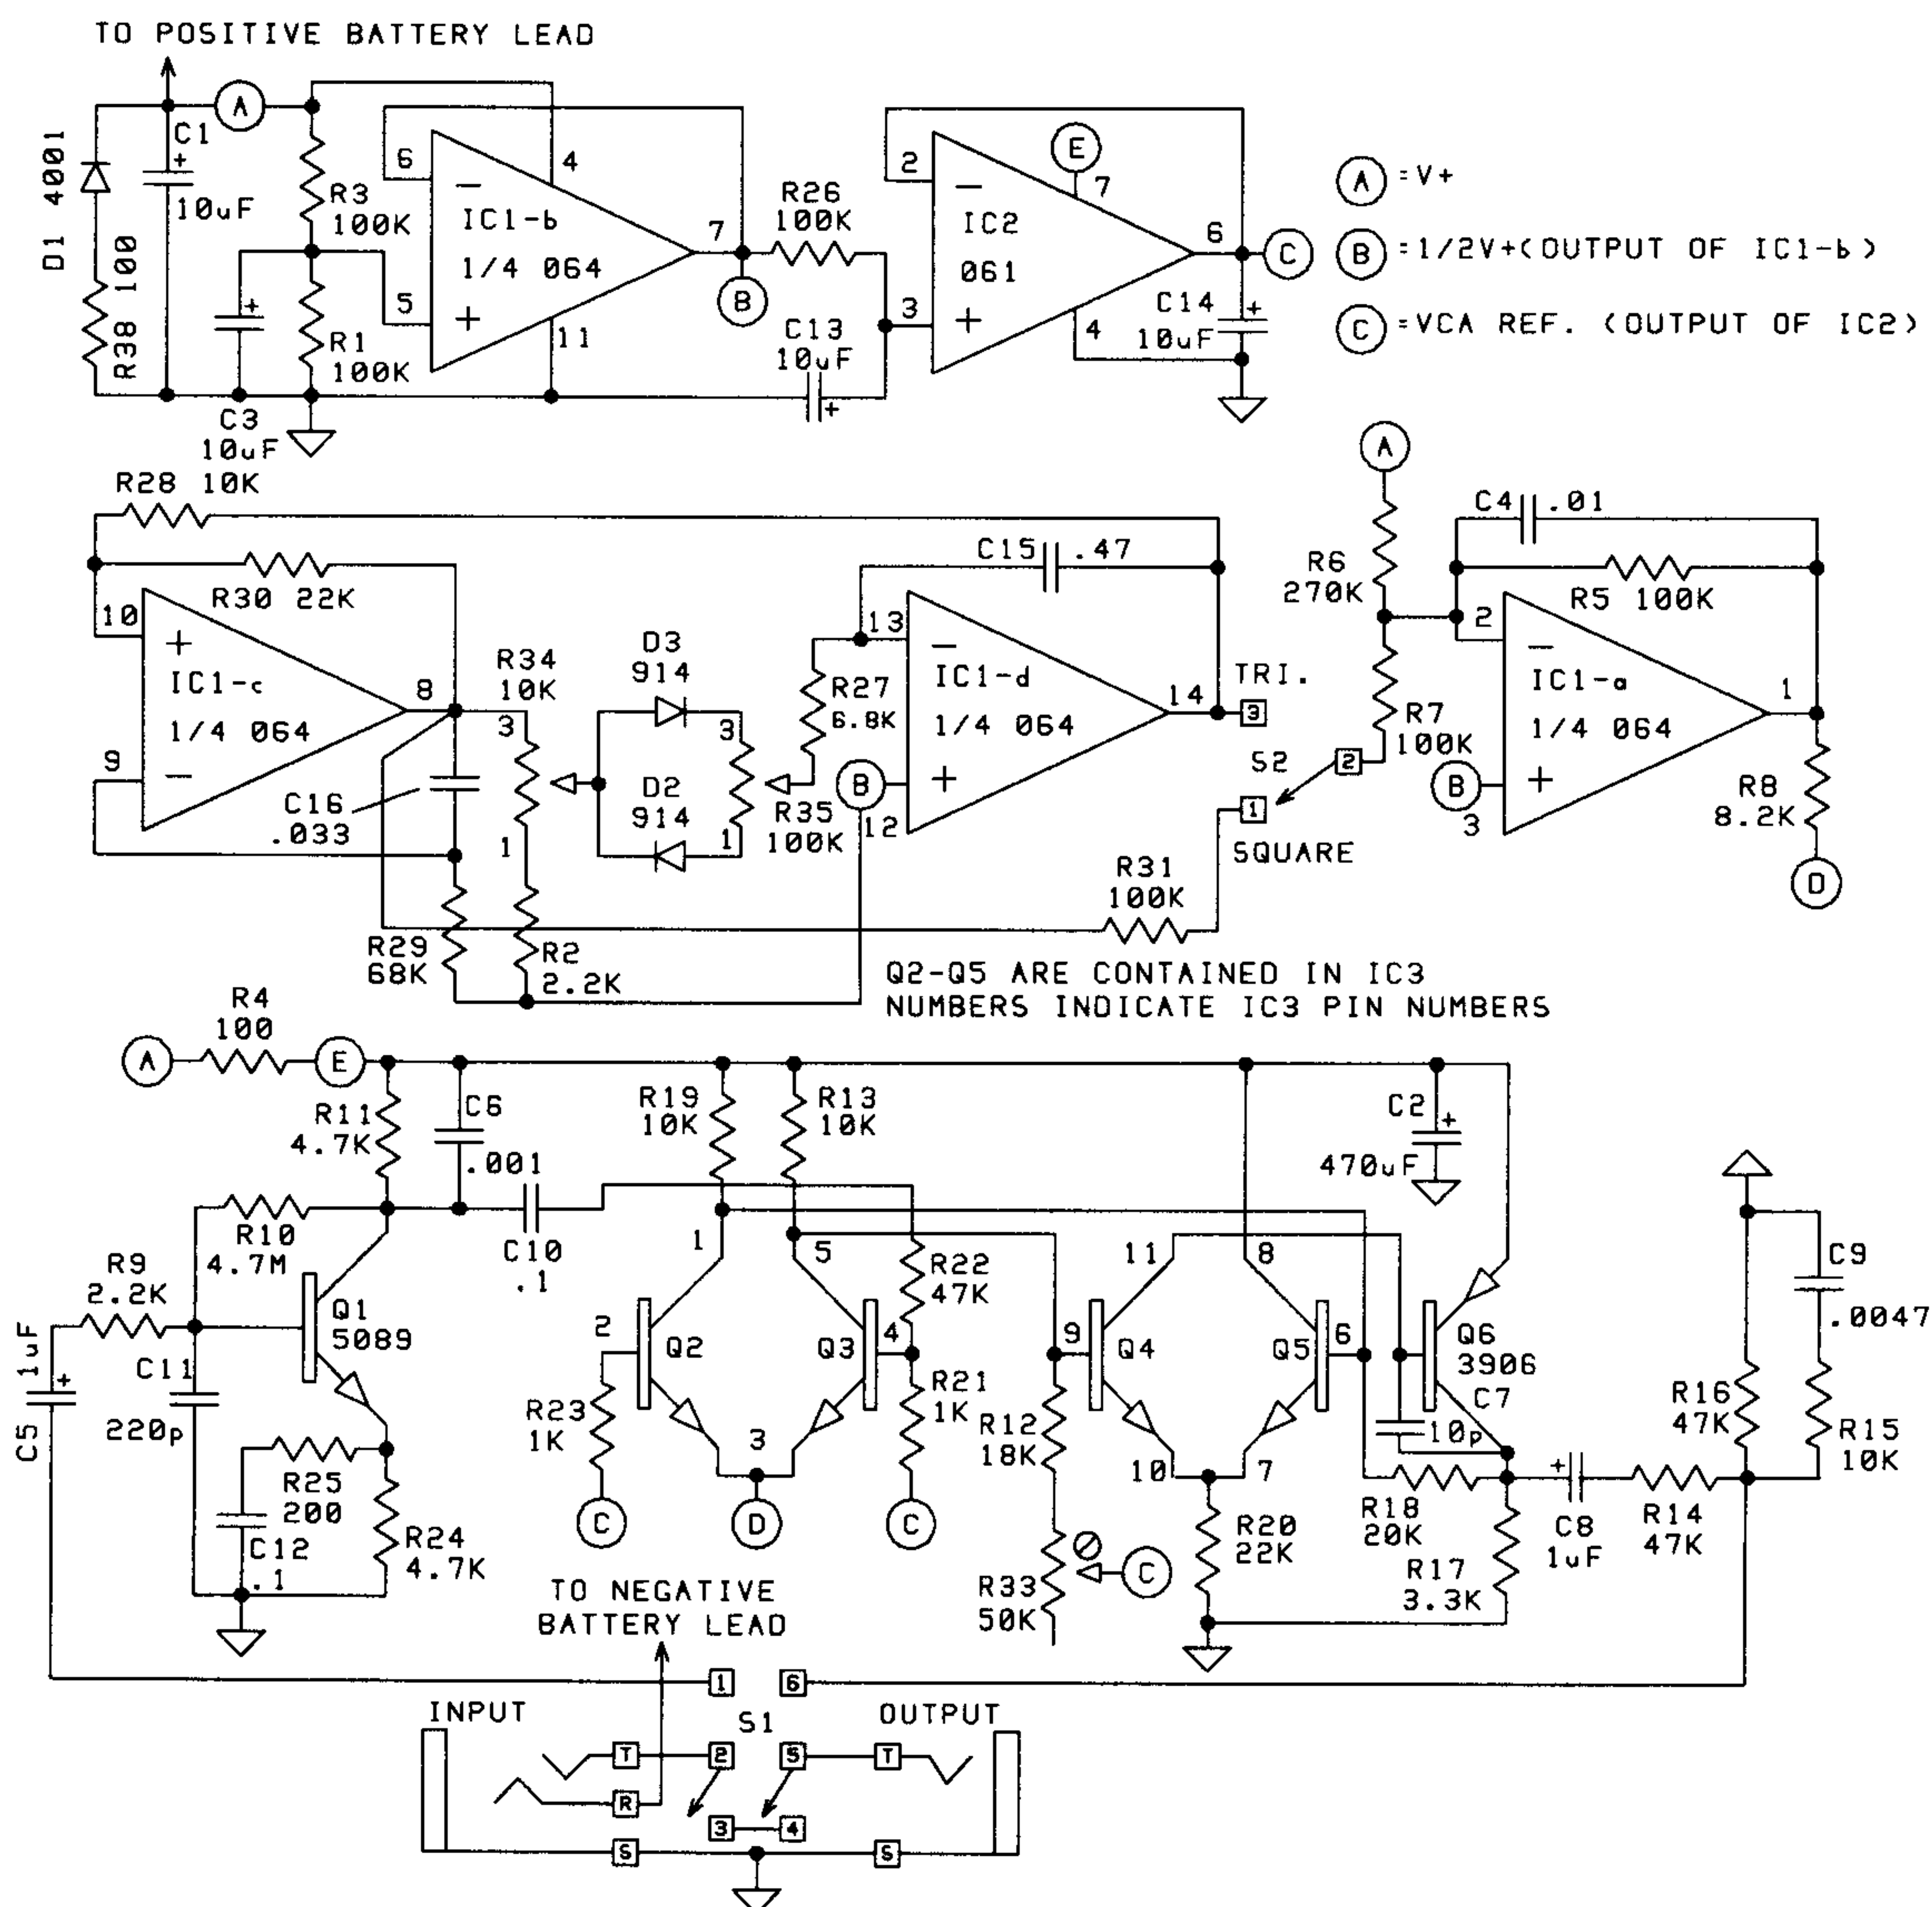 TO POSITIVE BATTERY LEAD
A
C1
+
10uF
D1 4001
R38 100
R3
100K
+
R1
100K
C3
10uF
6
-
4
IC1-b
1/4 064
5
+
11
7
B
R26
100K
C13
10uF
+
2
-
E
7
IC2
061
3
+
4
6
C
C14
10uF
+
A =V+
B =1/2V+(OUTPUT OF IC1-b)
C =VCA REF. (OUTPUT OF IC2)
R28 10K
R30 22K
10
+
IC1-c
1/4 064
9
-
8
C16
.033
R34
10K
3
1
D3
914
D2
914
3
1
R35
100K
R27
6.8K
C15 .47
13
-
IC1-d
1/4 064
B
+
12
14
TRI.
3
S2
2
1
SQUARE
R31
100K
R29
68K
R2
2.2K
A
R6
270K
R7
100K
C4 .01
R5 100K
2
-
IC1-a
1/4 064
B
+
3
1
R8
8.2K
D
Q2-Q5 ARE CONTAINED IN IC3
NUMBERS INDICATE IC3 PIN NUMBERS
R4
100
A
E
R11
4.7K
C6
.001
R19
10K
R13
10K
C2
+
470uF
R10
4.7M
C10
.1
R9
2.2K
Q1
5089
C5 1uF
+
C11
220p
R25
200
C12
.1
R24
4.7K
1
5
2
Q2
Q3
4
R22
47K
R23
1K
3
R21
1K
C
D
C
R12
18K
R33
50K
C
11
8
9
Q4
Q5
6
10
7
R20
22K
Q6
3906
C7
10p
R18
20K
R17
3.3K
+
C8
1uF
R14
47K
R16
47K
C9
.0047
R15
10K
TO NEGATIVE
BATTERY LEAD
1
6
INPUT
S1
OUTPUT
T
2
5
T
R
3
4
S
S